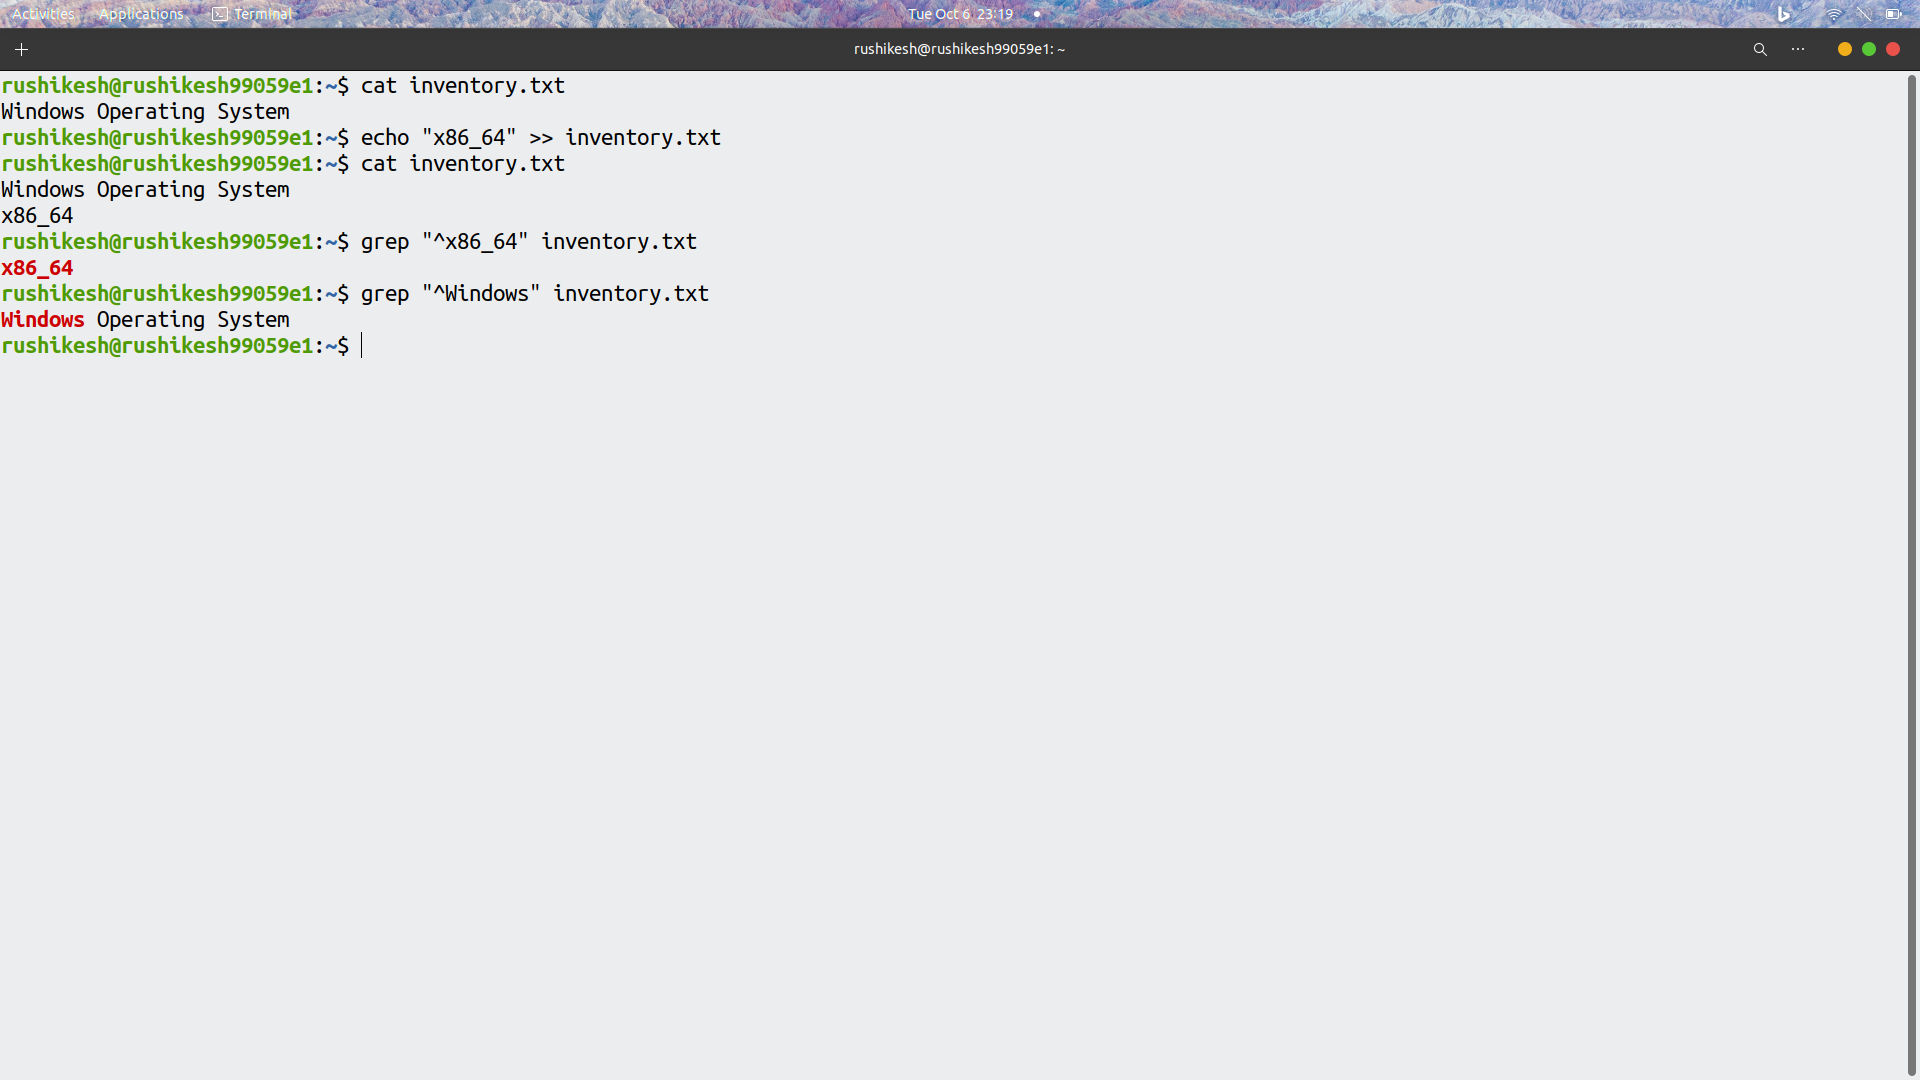 Activities Applications Terminal Tue Oct 6 23:19
rushikesh@rushikesh99059e1: ~
rushikesh@rushikesh99059e1:~$ cat inventory.txt
Windows Operating System
rushikesh@rushikesh99059e1:~$ echo "x86_64" >> inventory.txt
rushikesh@rushikesh99059e1:~$ cat inventory.txt
Windows Operating System
x86_64
rushikesh@rushikesh99059e1:~$ grep "^x86_64" inventory.txt
x86_64
rushikesh@rushikesh99059e1:~$ grep "^Windows" inventory.txt
Windows Operating System
rushikesh@rushikesh99059e1:~$